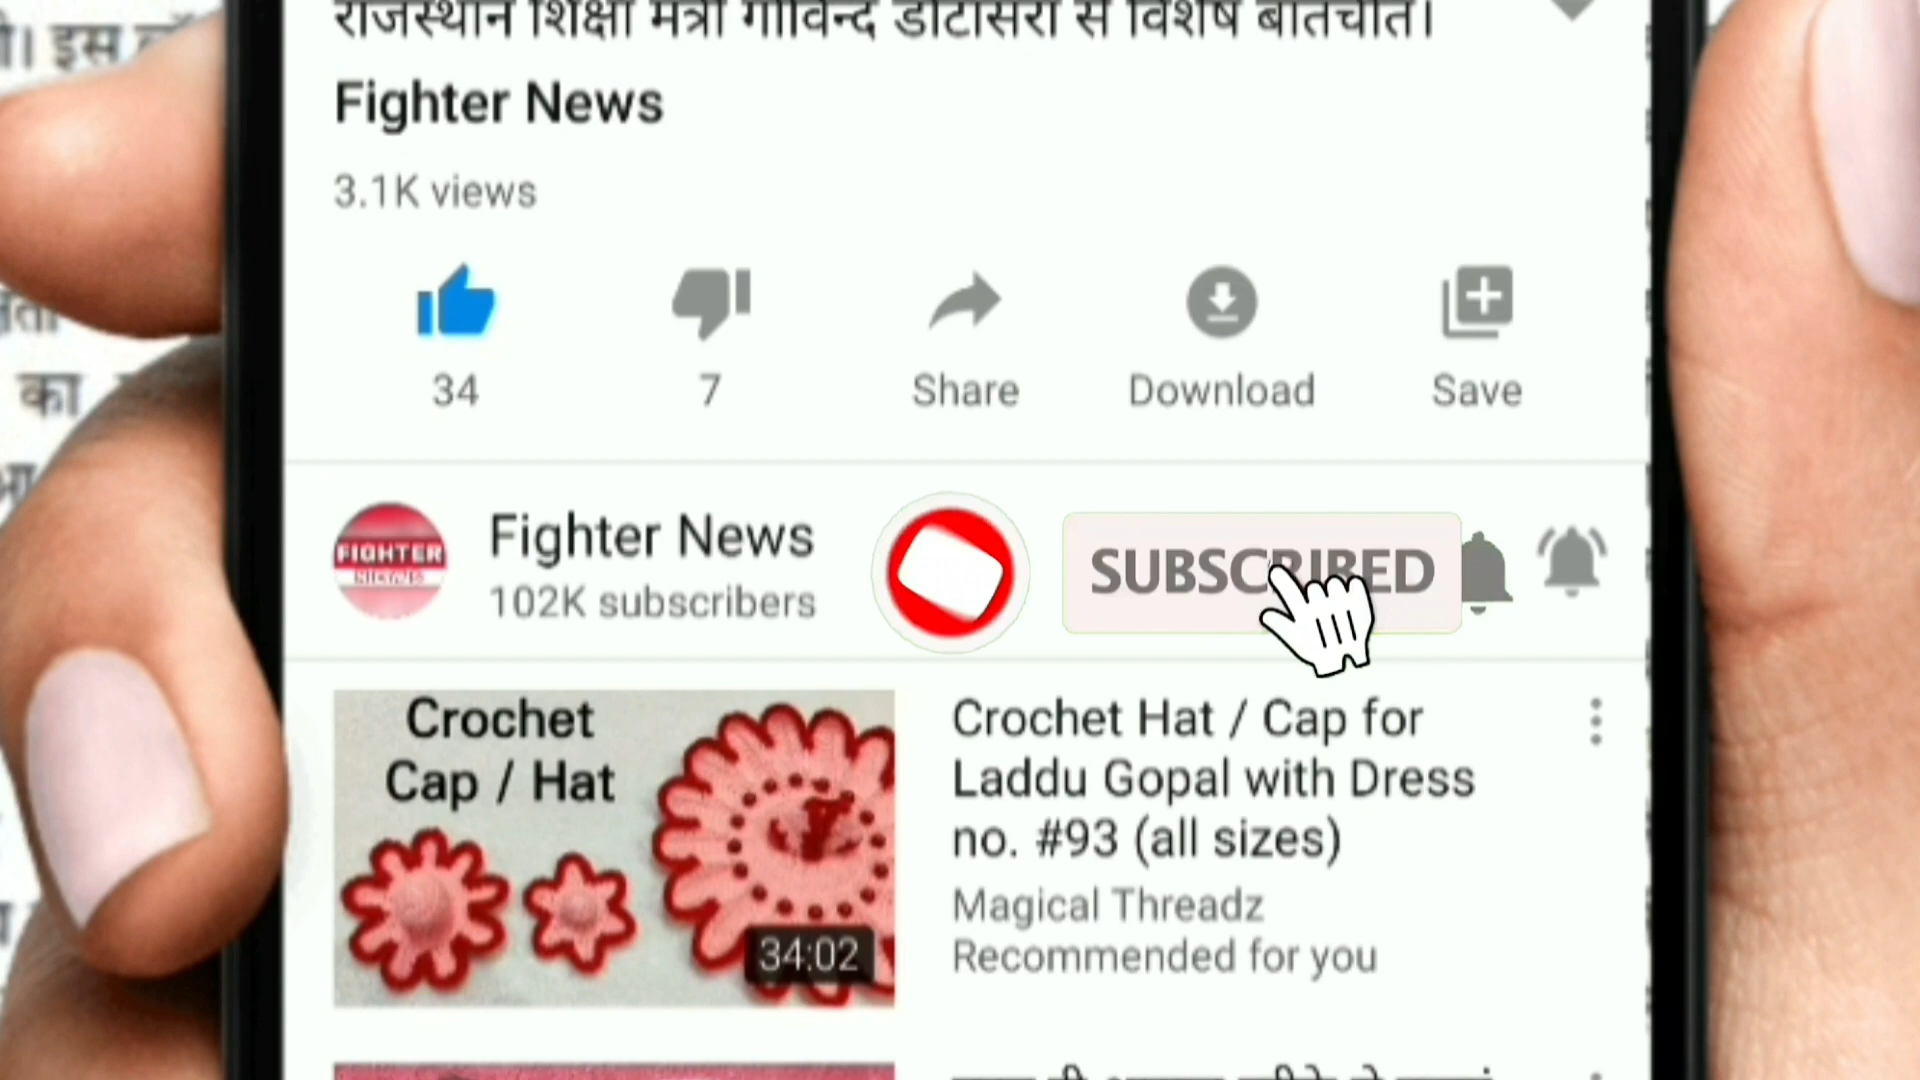 राजस्थान शिक्षा मंत्री गोविन्द डोटासरा से विशेष बातचीत।
Fighter News
3.1K views
34
7
Share
Download
Save
FIGHTER
Fighter News
102K subscribers
SUBSCRIBED
Crochet
Cap / Hat
34:02
Crochet Hat / Cap for
Laddu Gopal with Dress
no. #93 (all sizes)
Magical Threadz
Recommended for you
इस
का